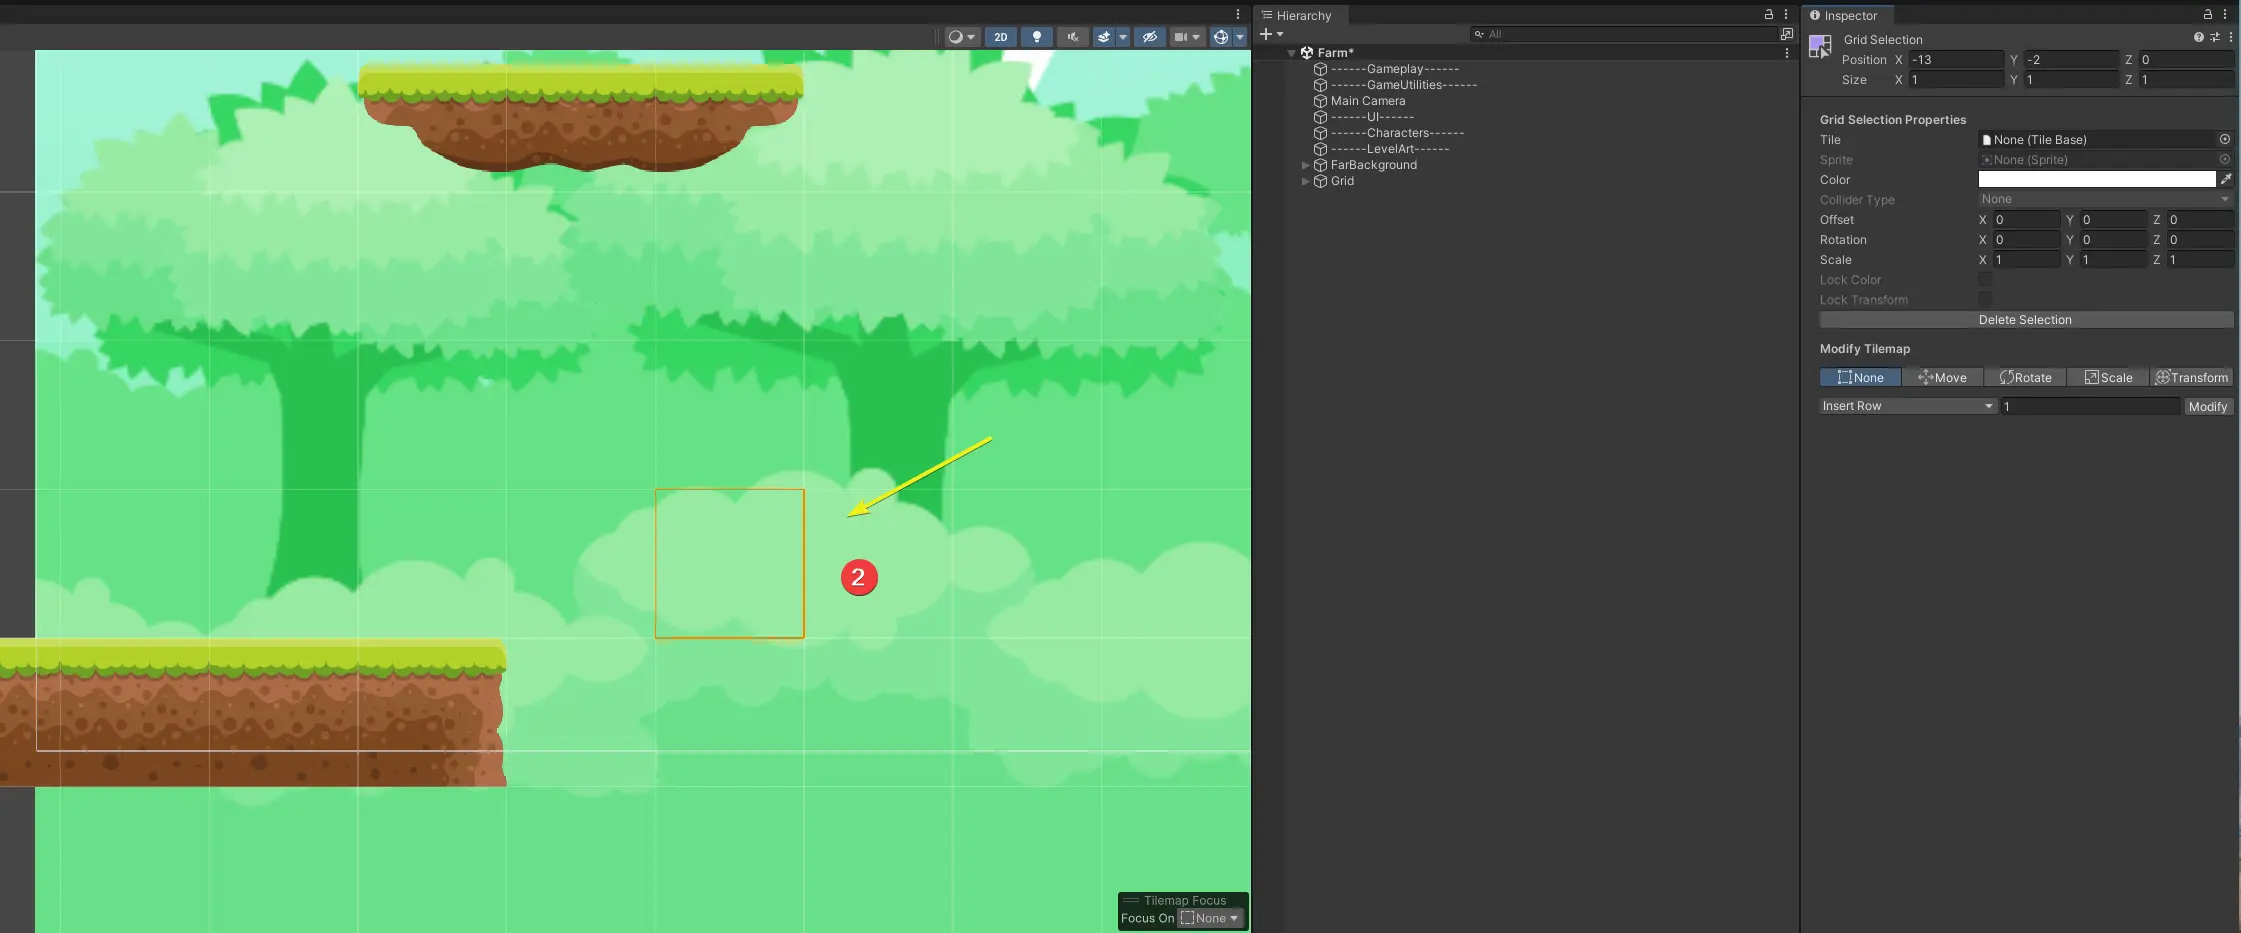 2D
2
Tilemap Focus
Focus On None
Hierarchy
All
Farm*
------Gameplay------
------GameUtilities------
Main Camera
------UI------
------Characters------
------LevelArt------
FarBackground
Grid
Inspector
Grid Selection
Position X -13 Y -2 Z 0
Size X 1 Y 1 Z 1
Grid Selection Properties
Tile None (Tile Base)
Sprite None (Sprite)
Color
Collider Type None
Offset X 0 Y 0 Z 0
Rotation X 0 Y 0 Z 0
Scale X 1 Y 1 Z 1
Lock Color
Lock Transform
Delete Selection
Modify Tilemap
None Move Rotate Scale Transform
Insert Row 1 Modify